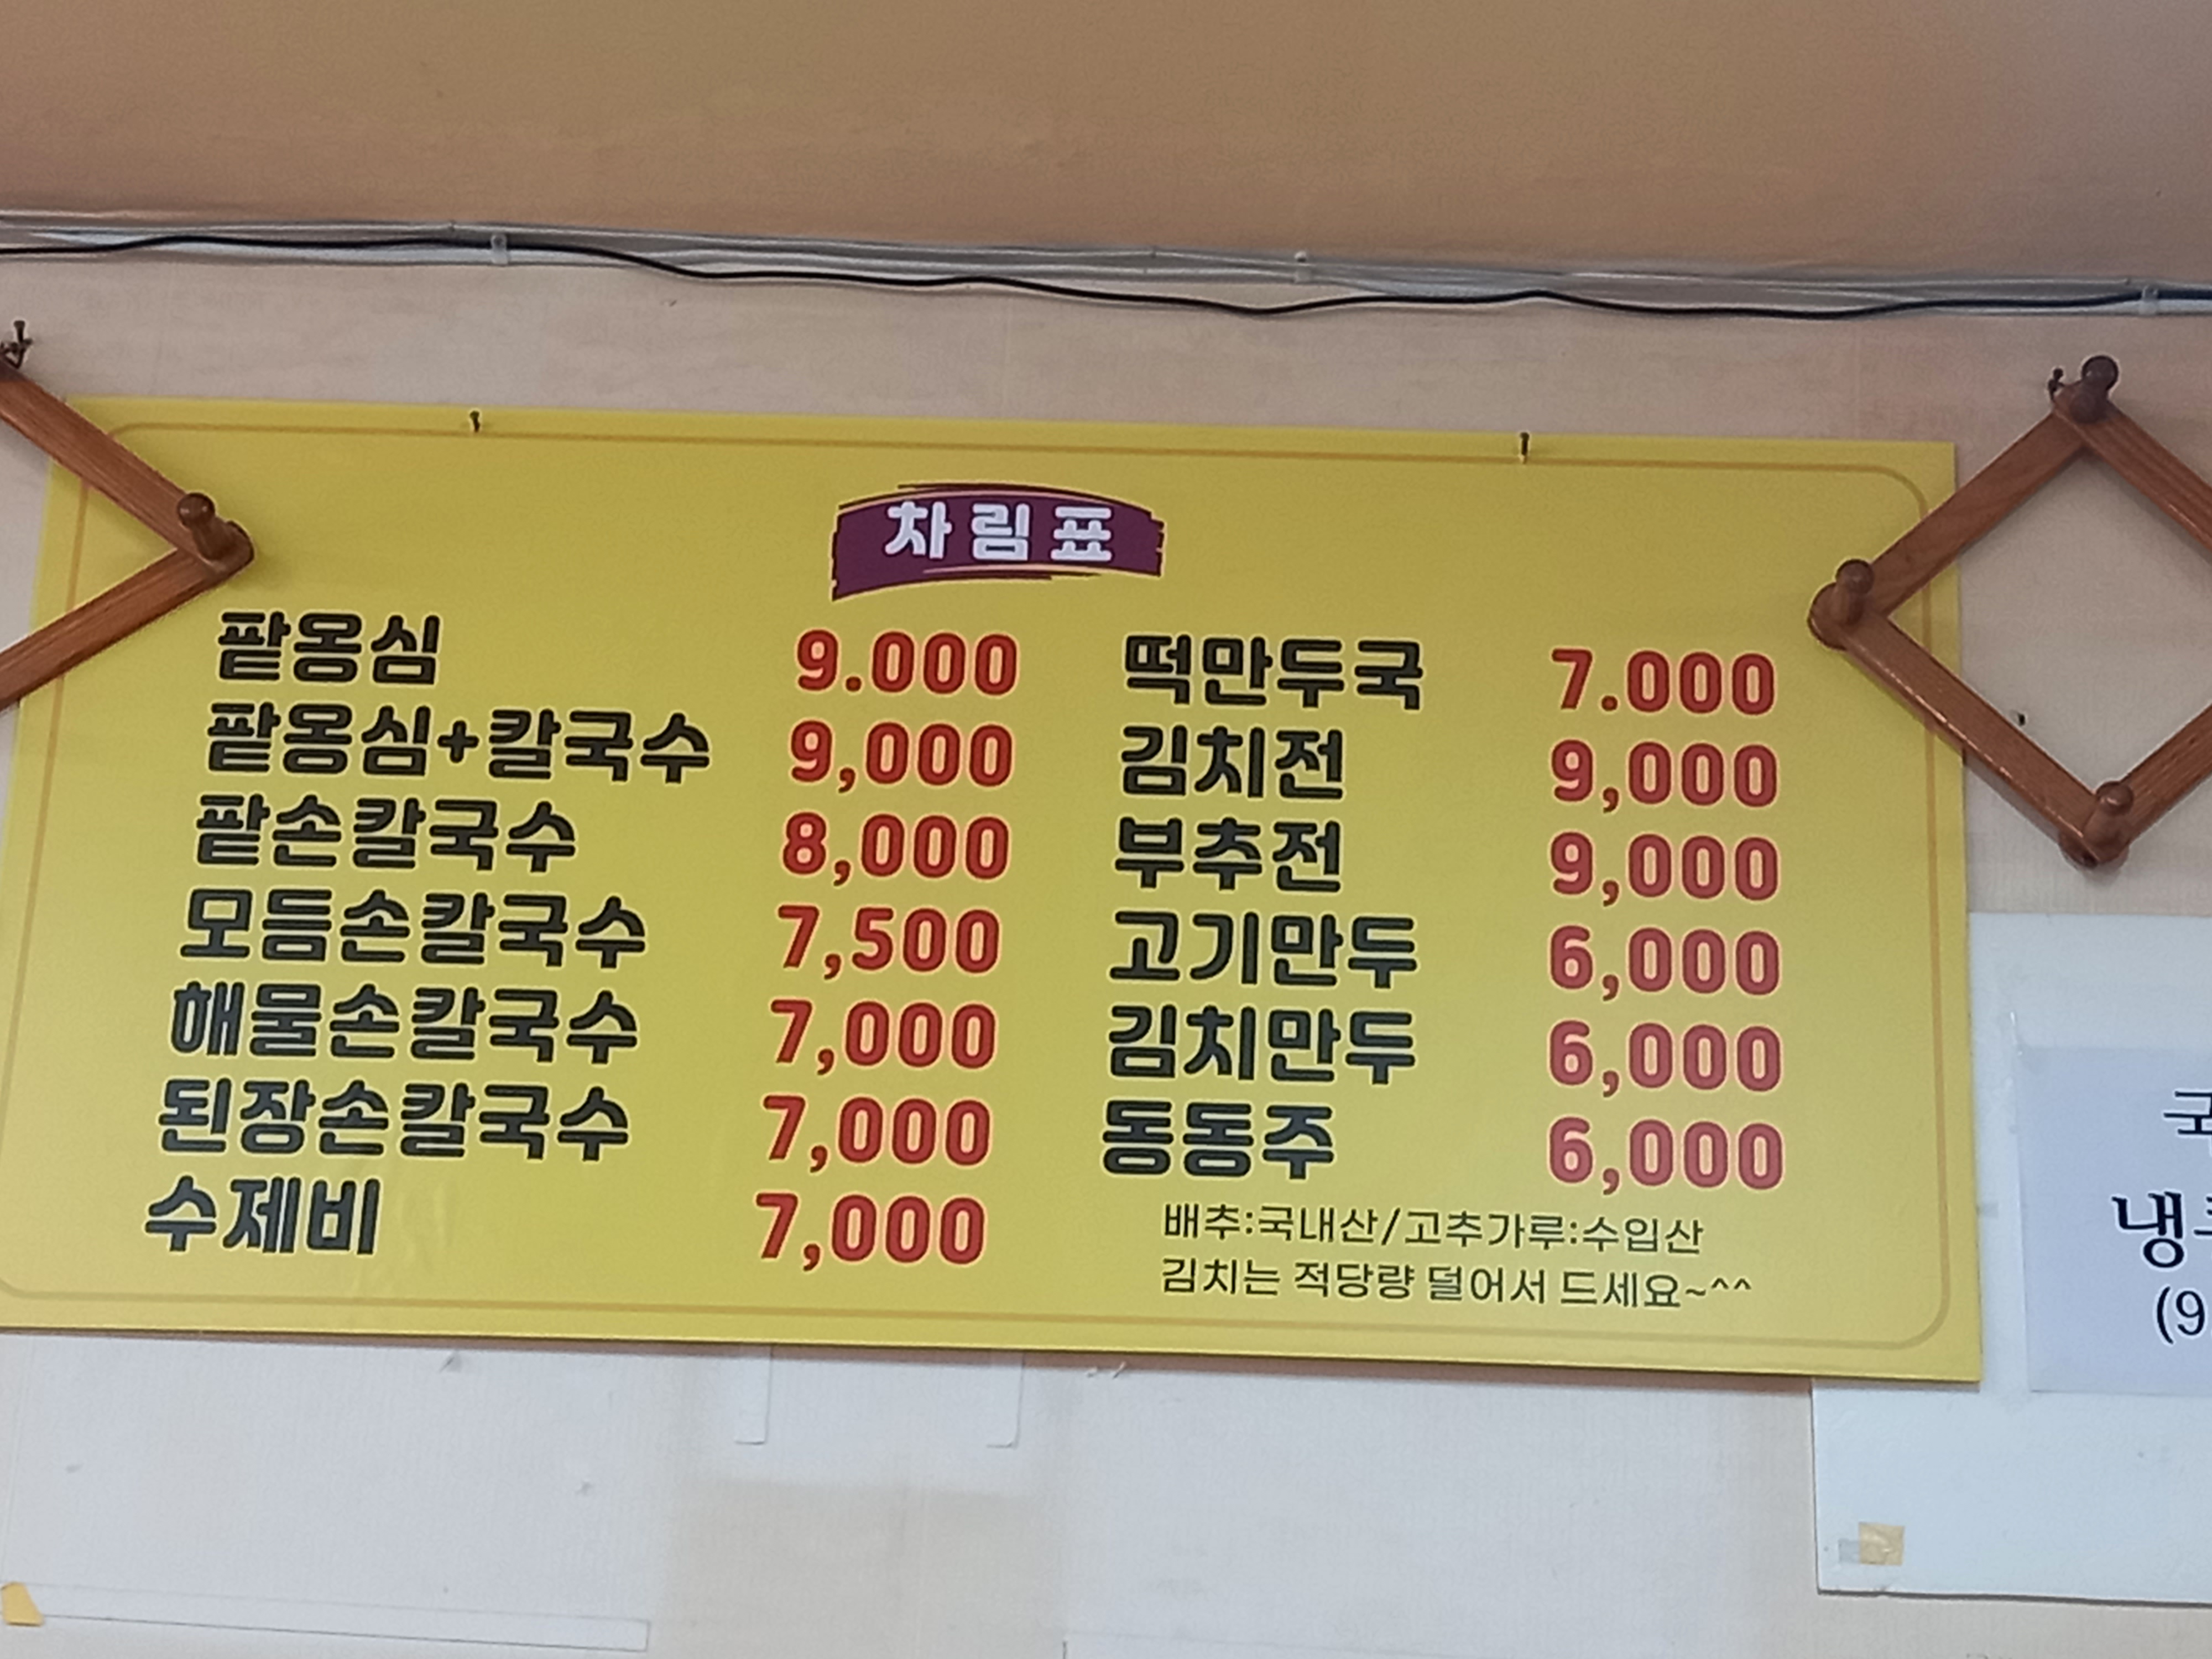 차림표
팥옹심 9.000
팥옹심+칼국수 9,000
팥손칼국수 8,000
모듬손칼국수 7,500
해물손칼국수 7,000
된장손칼국수 7,000
수제비 7,000
떡만두국 7.000
김치전 9,000
부추전 9,000
고기만두 6,000
김치만두 6,000
동동주 6,000
배추:국내산/고추가루:수입산
김치는 적당량 덜어서 드세요~^^
냉
(9